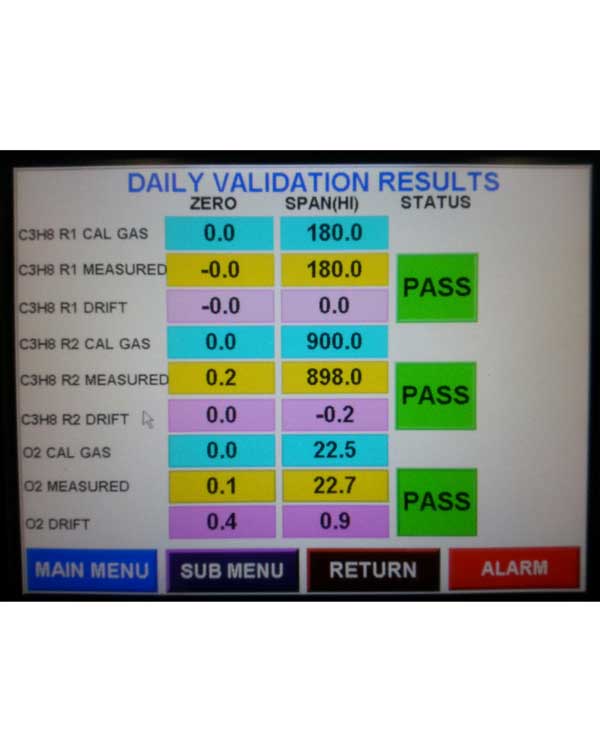 DAILY VALIDATION RESULTS
ZERO SPAN(HI) STATUS
C3H8 R1 CAL GAS 0.0 180.0
C3H8 R1 MEASURED -0.0 180.0 PASS
C3H8 R1 DRIFT -0.0 0.0
C3H8 R2 CAL GAS 0.0 900.0
C3H8 R2 MEASURED 0.2 898.0 PASS
C3H8 R2 DRIFT 0.0 -0.2
O2 CAL GAS 0.0 22.5
O2 MEASURED 0.1 22.7 PASS
O2 DRIFT 0.4 0.9
MAIN MENU SUB MENU RETURN ALARM